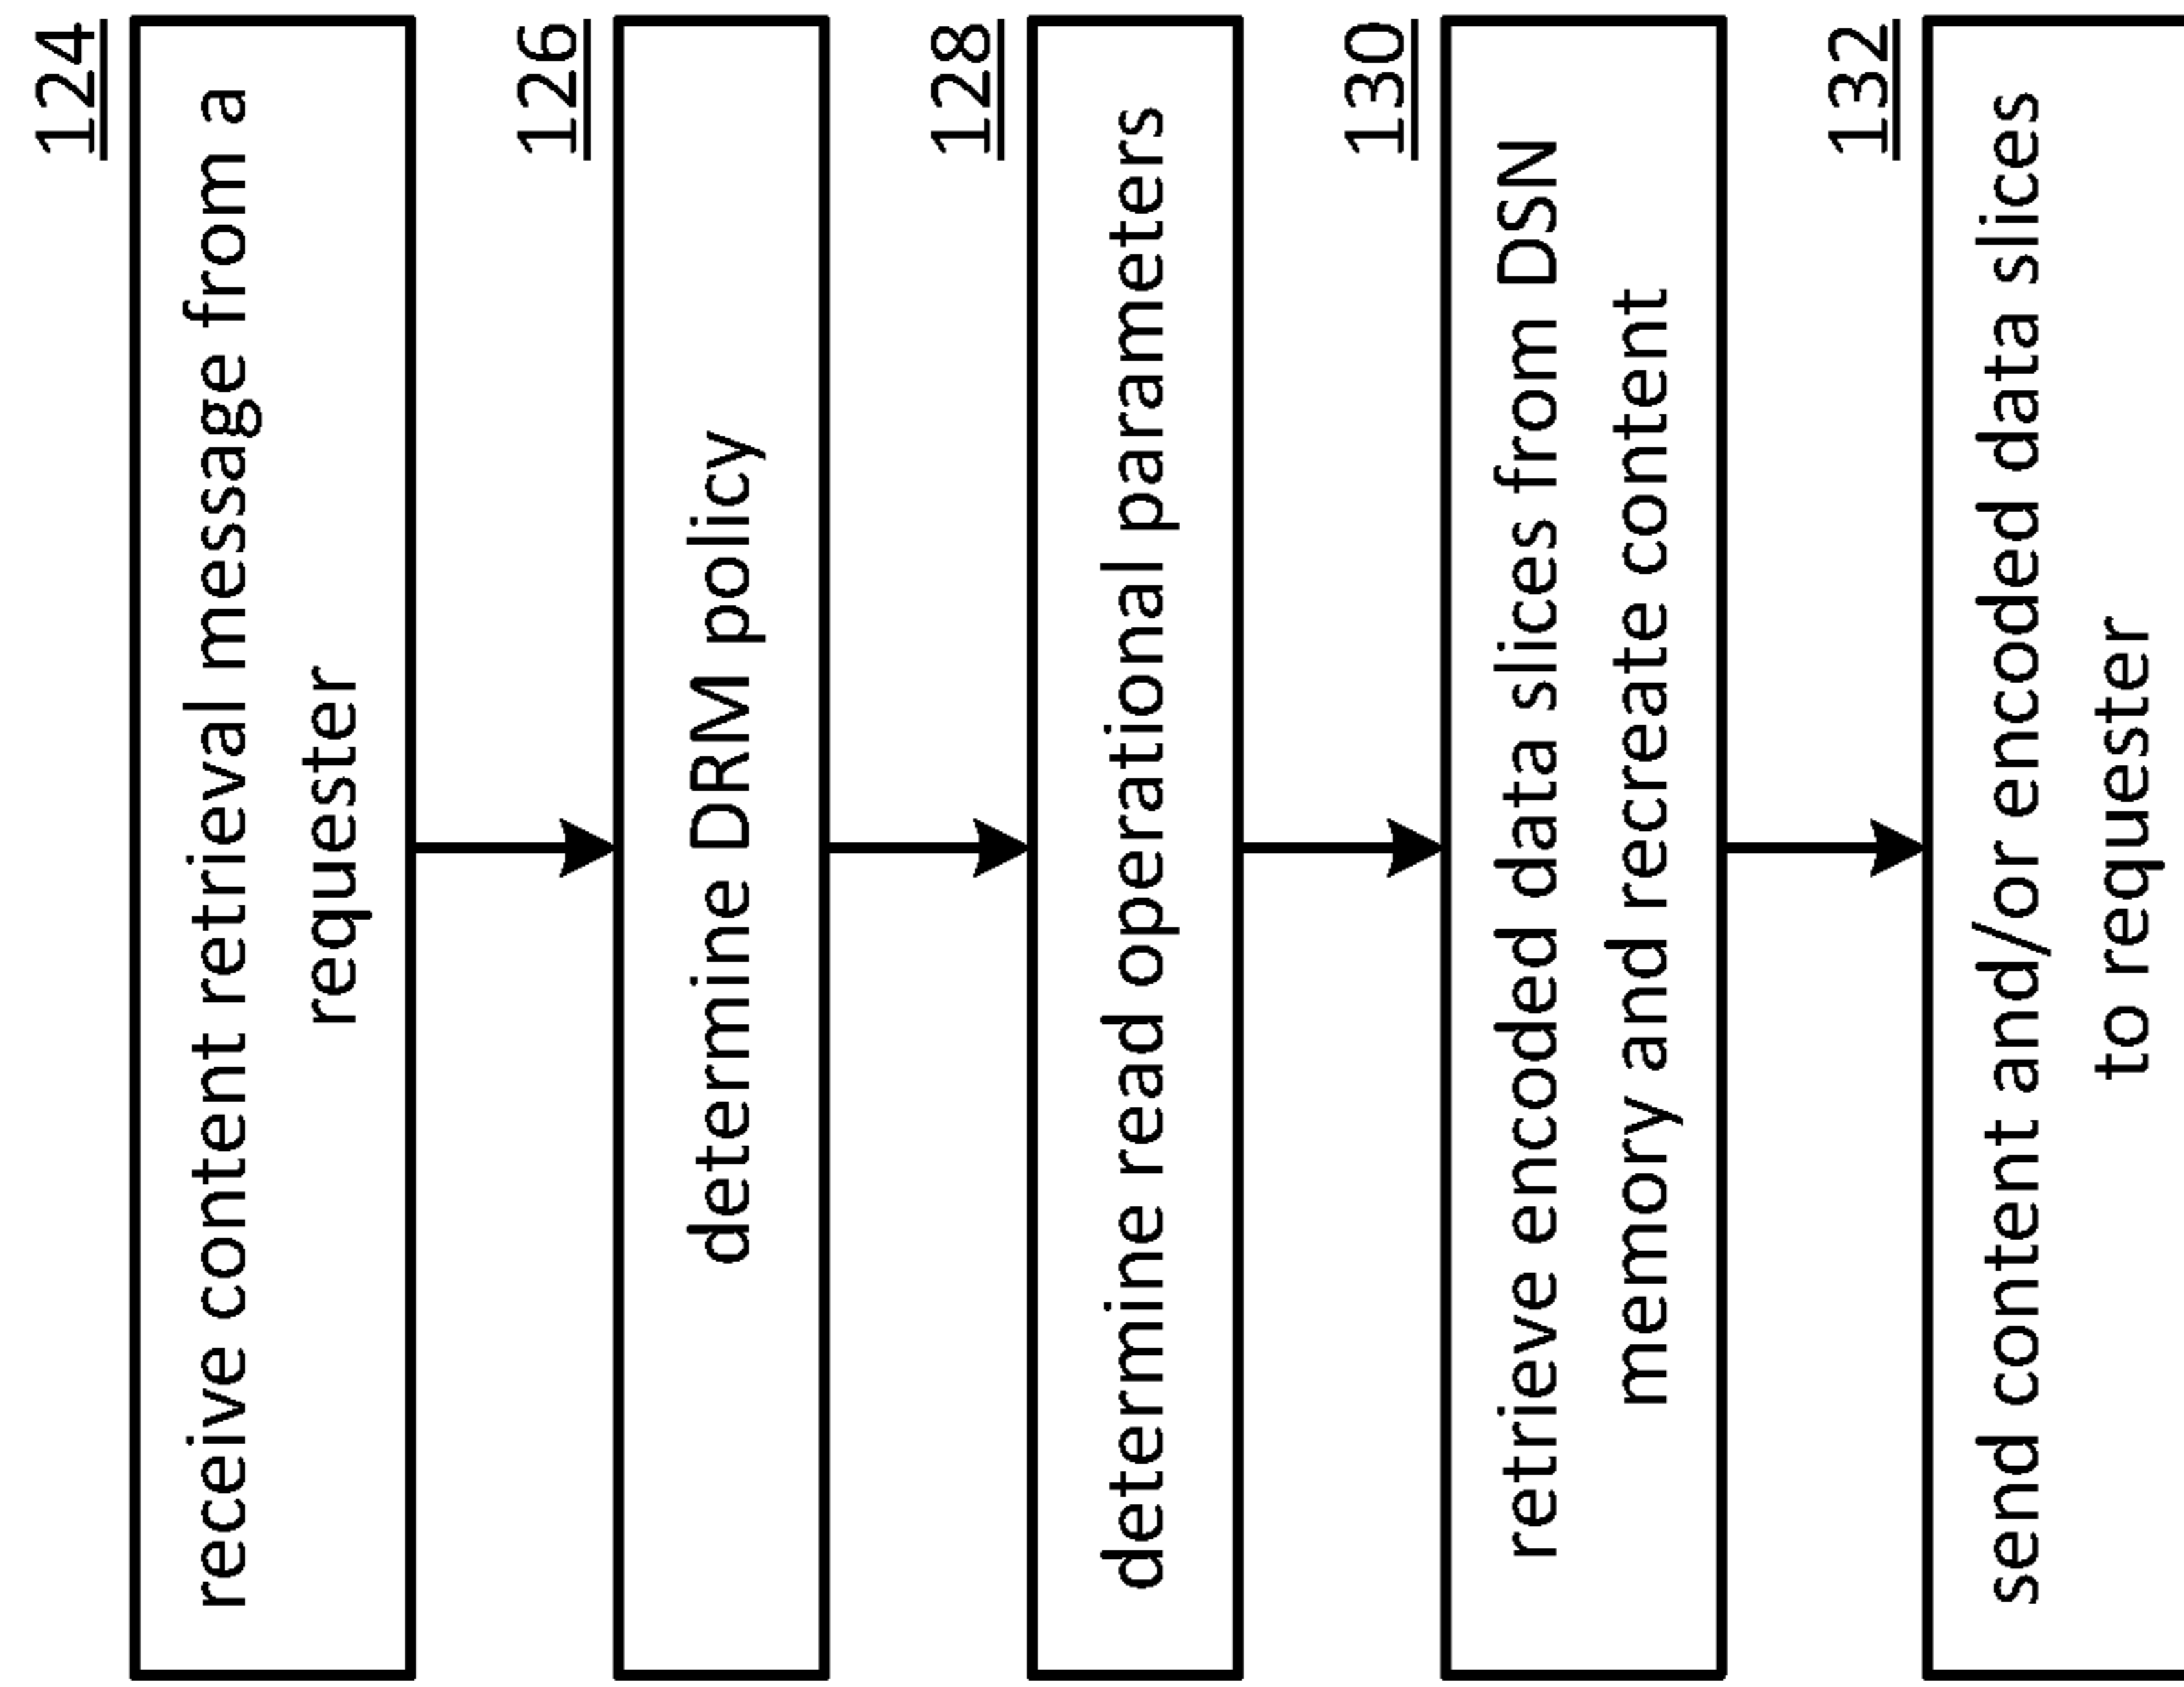 124
receive content retrieval message from a
requester
126
determine DRM policy
128
determine read operational parameters
130
retrieve encoded data slices from DSN
memory and recreate content
132
send content and/or encoded data slices
to requester